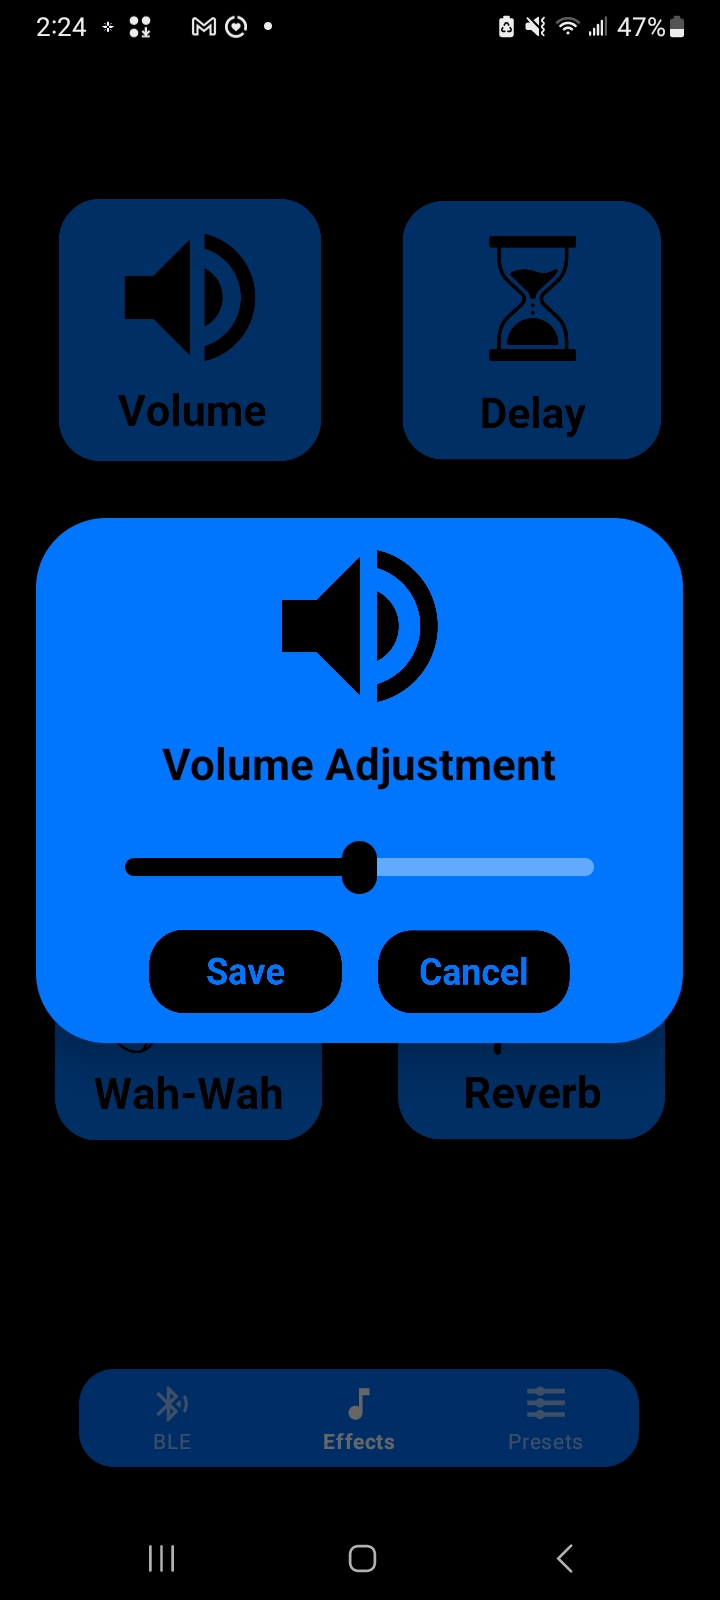 2:24
47%
Volume
Delay
Volume Adjustment
Save
Cancel
Wah-Wah
Reverb
BLE
Effects
Presets